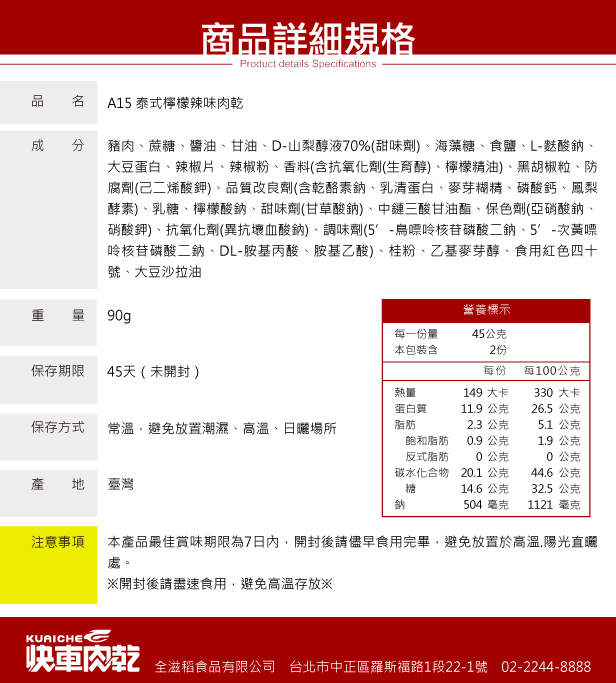 商品詳細規格
Product details Specifications
品　　名
A15 泰式檸檬辣味肉乾
成　　分
豬肉、蔗糖、醬油、甘油、D-山梨醇液70%(甜味劑)、海藻糖、食鹽、L-麩酸鈉、
大豆蛋白、辣椒片、辣椒粉、香料(含抗氧化劑(生育醇)、檸檬精油)、黑胡椒粒、防
腐劑(己二烯酸鉀)、品質改良劑(含乾酪素鈉、乳清蛋白、麥芽糊精、磷酸鈣、鳳梨
酵素)、乳糖、檸檬酸鈉、甜味劑(甘草酸鈉)、中鏈三酸甘油酯、保色劑(亞硝酸鈉、
硝酸鉀)、抗氧化劑(異抗壞血酸鈉)、調味劑(5’-鳥嘌呤核苷磷酸二鈉、5’-次黃嘌
呤核苷磷酸二鈉、DL-胺基丙酸、胺基乙酸)、桂粉、乙基麥芽醇、食用紅色四十
號、大豆沙拉油
重　　量
90g
保存期限
45天（未開封）
保存方式
常溫，避免放置潮濕、高溫、日曬場所
產　　地
臺灣
營養標示
每一份量 45公克
本包裝含 2份
每份 每100公克
熱量 149 大卡 330 大卡
蛋白質 11.9 公克 26.5 公克
脂肪 2.3 公克 5.1 公克
飽和脂肪 0.9 公克 1.9 公克
反式脂肪 0 公克 0 公克
碳水化合物 20.1 公克 44.6 公克
糖 14.6 公克 32.5 公克
鈉 504 毫克 1121 毫克
注意事項
本產品最佳賞味期限為7日內，開封後請儘早食用完畢，避免放置於高溫.陽光直曬
處。
※開封後請盡速食用，避免高溫存放※
KUAICHE
快車肉乾
全滋稻食品有限公司　台北市中正區羅斯福路1段22-1號　02-2244-8888